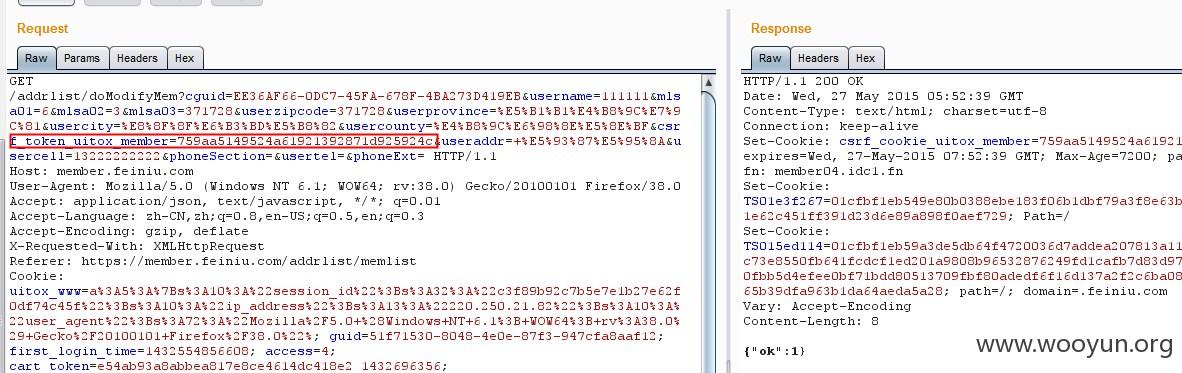 Request
Raw Params Headers Hex
GET
/addrlist/doModifyMem?cguid=EE36AF66-0DC7-45FA-678F-4BA273D419EB&username=111111&mls
a01=6&mlsa02=3&mlsa03=371728&userzipcode=371728&userprovince=%E5%B1%B1%E4%B8%9C%E7%9
C%81&usercity=%E8%8F%8F%E6%B3%BD%E5%B8%82&usercounty=%E4%B8%9C%E6%98%8E%E5%8E%BF&csr
f_token_uitox_member=759aa5149524a61921392871d925924c&useraddr=+%E5%93%87%E5%95%8A&u
sercell=13222222222&phoneSection=&usertel=&phoneExt= HTTP/1.1
Host: member.feiniu.com
User-Agent: Mozilla/5.0 (Windows NT 6.1; WOW64; rv:38.0) Gecko/20100101 Firefox/38.0
Accept: application/json, text/javascript, */*; q=0.01
Accept-Language: zh-CN,zh;q=0.8,en-US;q=0.5,en;q=0.3
Accept-Encoding: gzip, deflate
X-Requested-With: XMLHttpRequest
Referer: https://member.feiniu.com/addrlist/memlist
Cookie:
uitox_www=a%3A5%3A%7Bs%3A10%3A%22session_id%22%3Bs%3A32%3A%22c3f89b92c7b5e7e1b27e62f
0df74c45f%22%3Bs%3A10%3A%22ip_address%22%3Bs%3A13%3A%22220.250.21.82%22%3Bs%3A10%3A%
22user_agent%22%3Bs%3A72%3A%22Mozilla%2F5.0+%28Windows+NT+6.1%3B+WOW64%3B+rv%3A38.0%
29+Gecko%2F20100101+Firefox%2F38.0%22%; guid=51f71530-8048-4e0e-87f3-947cfa8aaf12;
first_login_time=1432554856608; access=4;
cart_token=e54ab93a8abbea817e8ce4614dc418e2_1432696356;
Response
Raw Headers Hex
HTTP/1.1 200 OK
Date: Wed, 27 May 2015 05:52:39 GMT
Content-Type: text/html; charset=utf-8
Connection: keep-alive
Set-Cookie: csrf_cookie_uitox_member=759aa5149524a6192
expires=Wed, 27-May-2015 07:52:39 GMT; Max-Age=7200; pa
fn: member04.idc1.fn
Set-Cookie:
TS01e3f267=01cfbf1eb549e80b0388ebe183f06b1dbf79a3f8e63b
1e62c451ff391d23d6e89a898f0aef729; Path=/
Set-Cookie:
TS015ed114=01cfbf1eb59a3de5db64f4720036d7addea207813a11
c73e8550fb641fcdcf1ed201a9808b96532876249fd1cafb7d83d97
0fbb5d4efee0bf71bdd80513709fbf80adedf6f16d137a2f2c6ba08
65b39dfa963b1da64aeda5a28; path=/; domain=.feiniu.com
Vary: Accept-Encoding
Content-Length: 8
{"ok":1}
www.wooyun.org